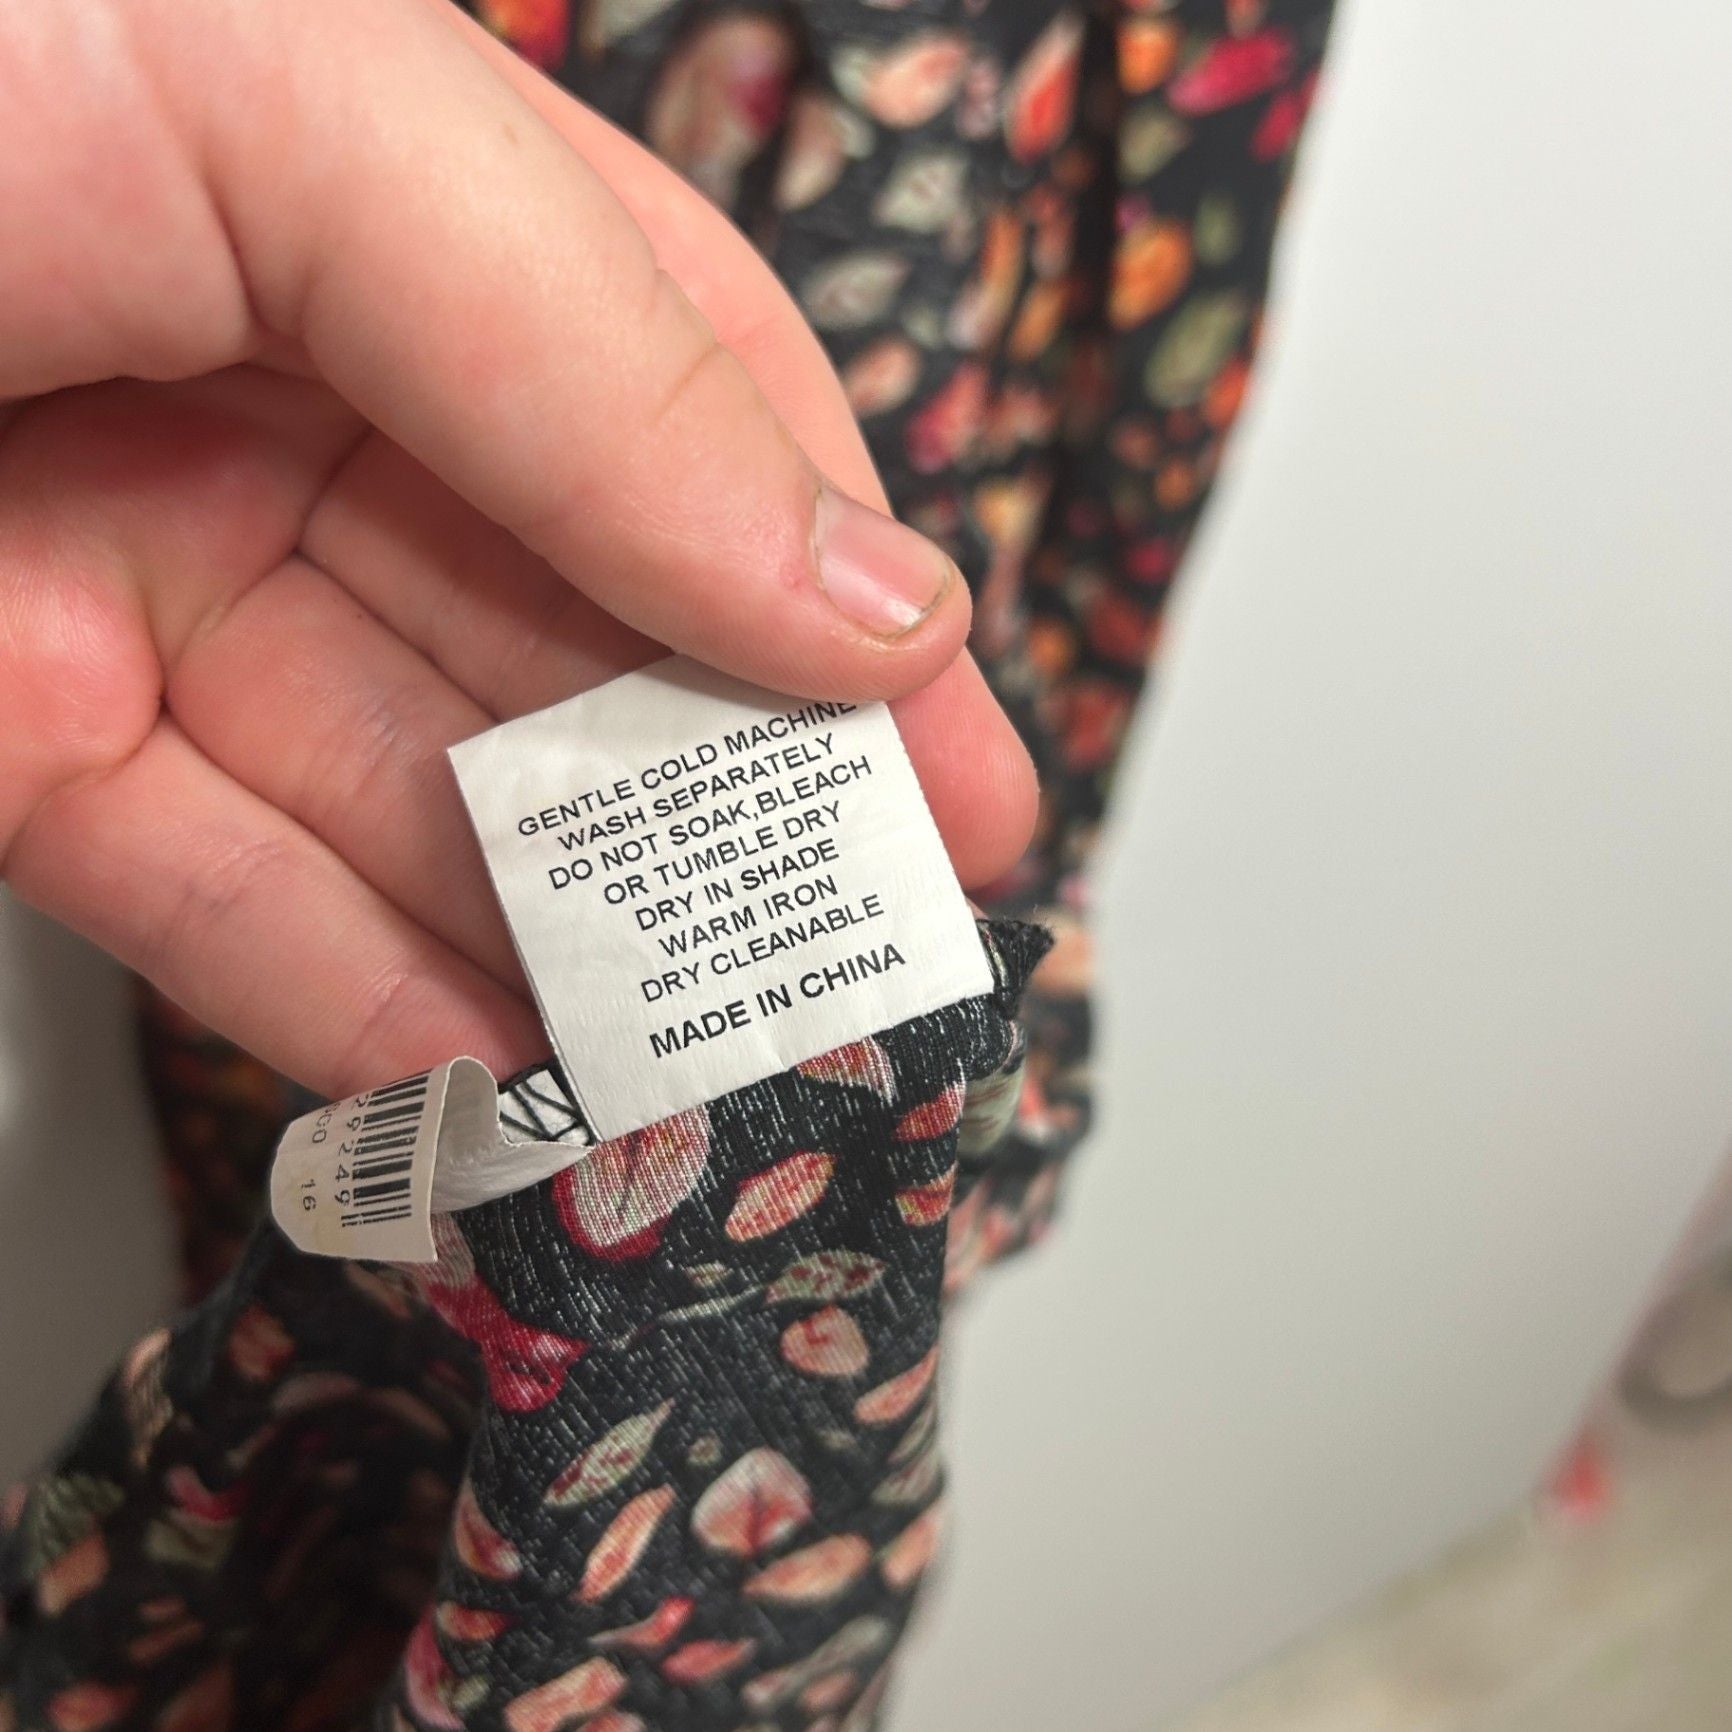 GENTLE COLD MACHINE
WASH SEPARATELY
DO NOT SOAK,BLEACH
OR TUMBLE DRY
DRY IN SHADE
WARM IRON
DRY CLEANABLE
MADE IN CHINA
16